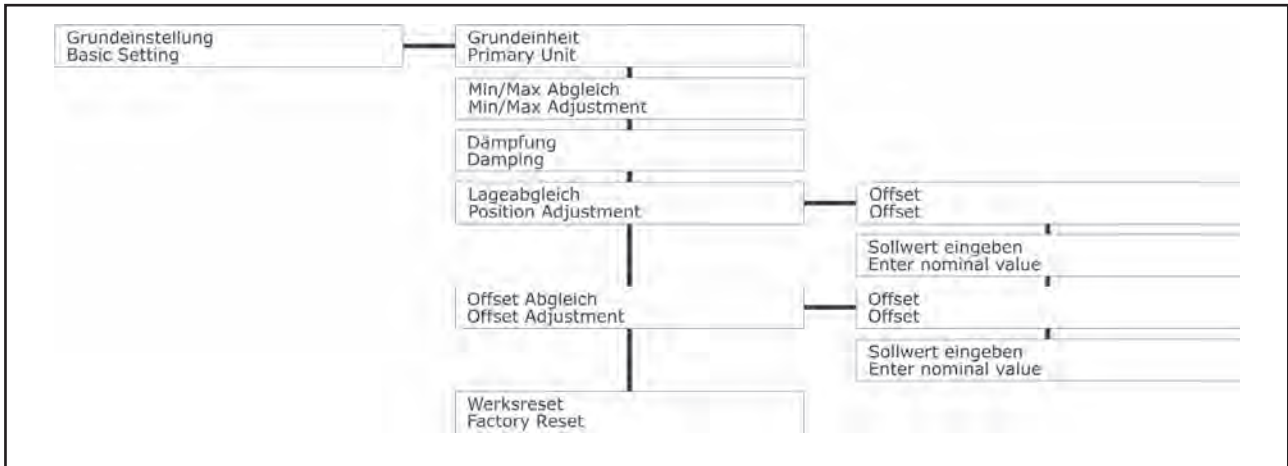 Grundeinstellung
Basic Setting
Grundeinheit
Primary Unit
Min/Max Abgleich
Min/Max Adjustment
Dämpfung
Damping
Lageabgleich
Position Adjustment
Offset
Offset
Sollwert eingeben
Enter nominal value
Offset Abgleich
Offset Adjustment
Offset
Offset
Sollwert eingeben
Enter nominal value
Werksreset
Factory Reset